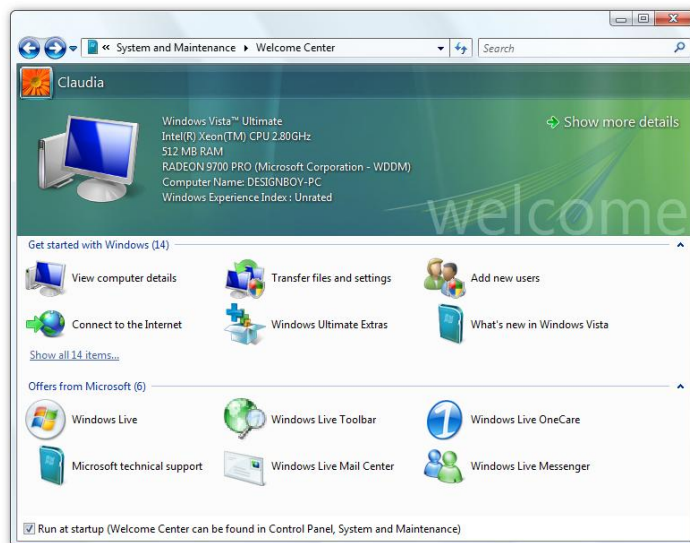 « System and Maintenance ▸ Welcome Center
Search
Claudia
Windows Vista™ Ultimate
Intel(R) Xeon(TM) CPU 2.80GHz
512 MB RAM
RADEON 9700 PRO (Microsoft Corporation - WDDM)
Computer Name: DESIGNBOY-PC
Windows Experience Index : Unrated
Show more details
welcome
Get started with Windows (14)
View computer details
Transfer files and settings
Add new users
Connect to the Internet
Windows Ultimate Extras
What's new in Windows Vista
Show all 14 items...
Offers from Microsoft (6)
Windows Live
Windows Live Toolbar
Windows Live OneCare
Microsoft technical support
Windows Live Mail Center
Windows Live Messenger
Run at startup (Welcome Center can be found in Control Panel, System and Maintenance)